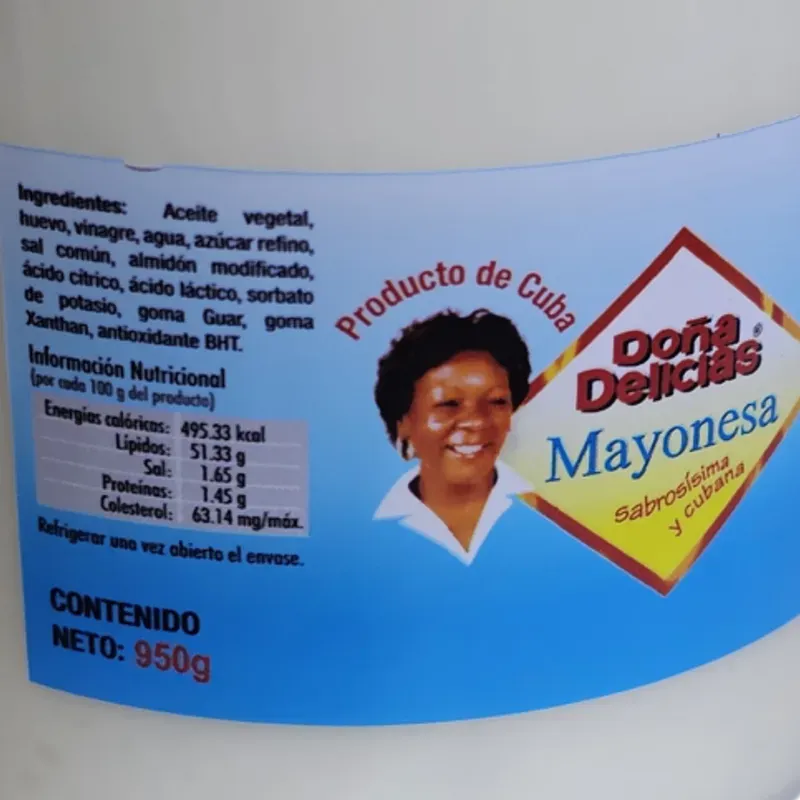 Ingredientes: Aceite vegetal,
huevo, vinagre, agua, azúcar refino,
sal común, almidón modificado,
ácido cítrico, ácido láctico, sorbato
de potasio, goma Guar, goma
Xanthan, antioxidante BHT.
Información Nutricional
(por cada 100 g del producto)
Energías calóricas: 495.33 kcal
Lípidos: 51.33 g
Sal: 1.65 g
Proteínas: 1.45 g
Colesterol: 63.14 mg/máx.
Refrigerar una vez abierto el envase.
CONTENIDO
NETO: 950g
Producto de Cuba
Doña
Delicias®
Mayonesa
Sabrosísima
y cubana